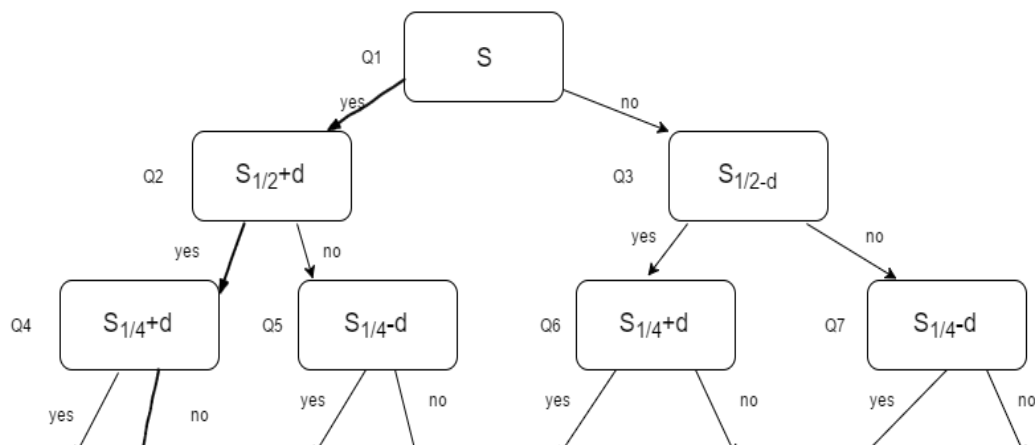 Q1 S
yes no
Q2 S1/2+d Q3 S1/2-d
yes no yes no
Q4 S1/4+d Q5 S1/4-d Q6 S1/4+d Q7 S1/4-d
yes no yes no yes no yes no